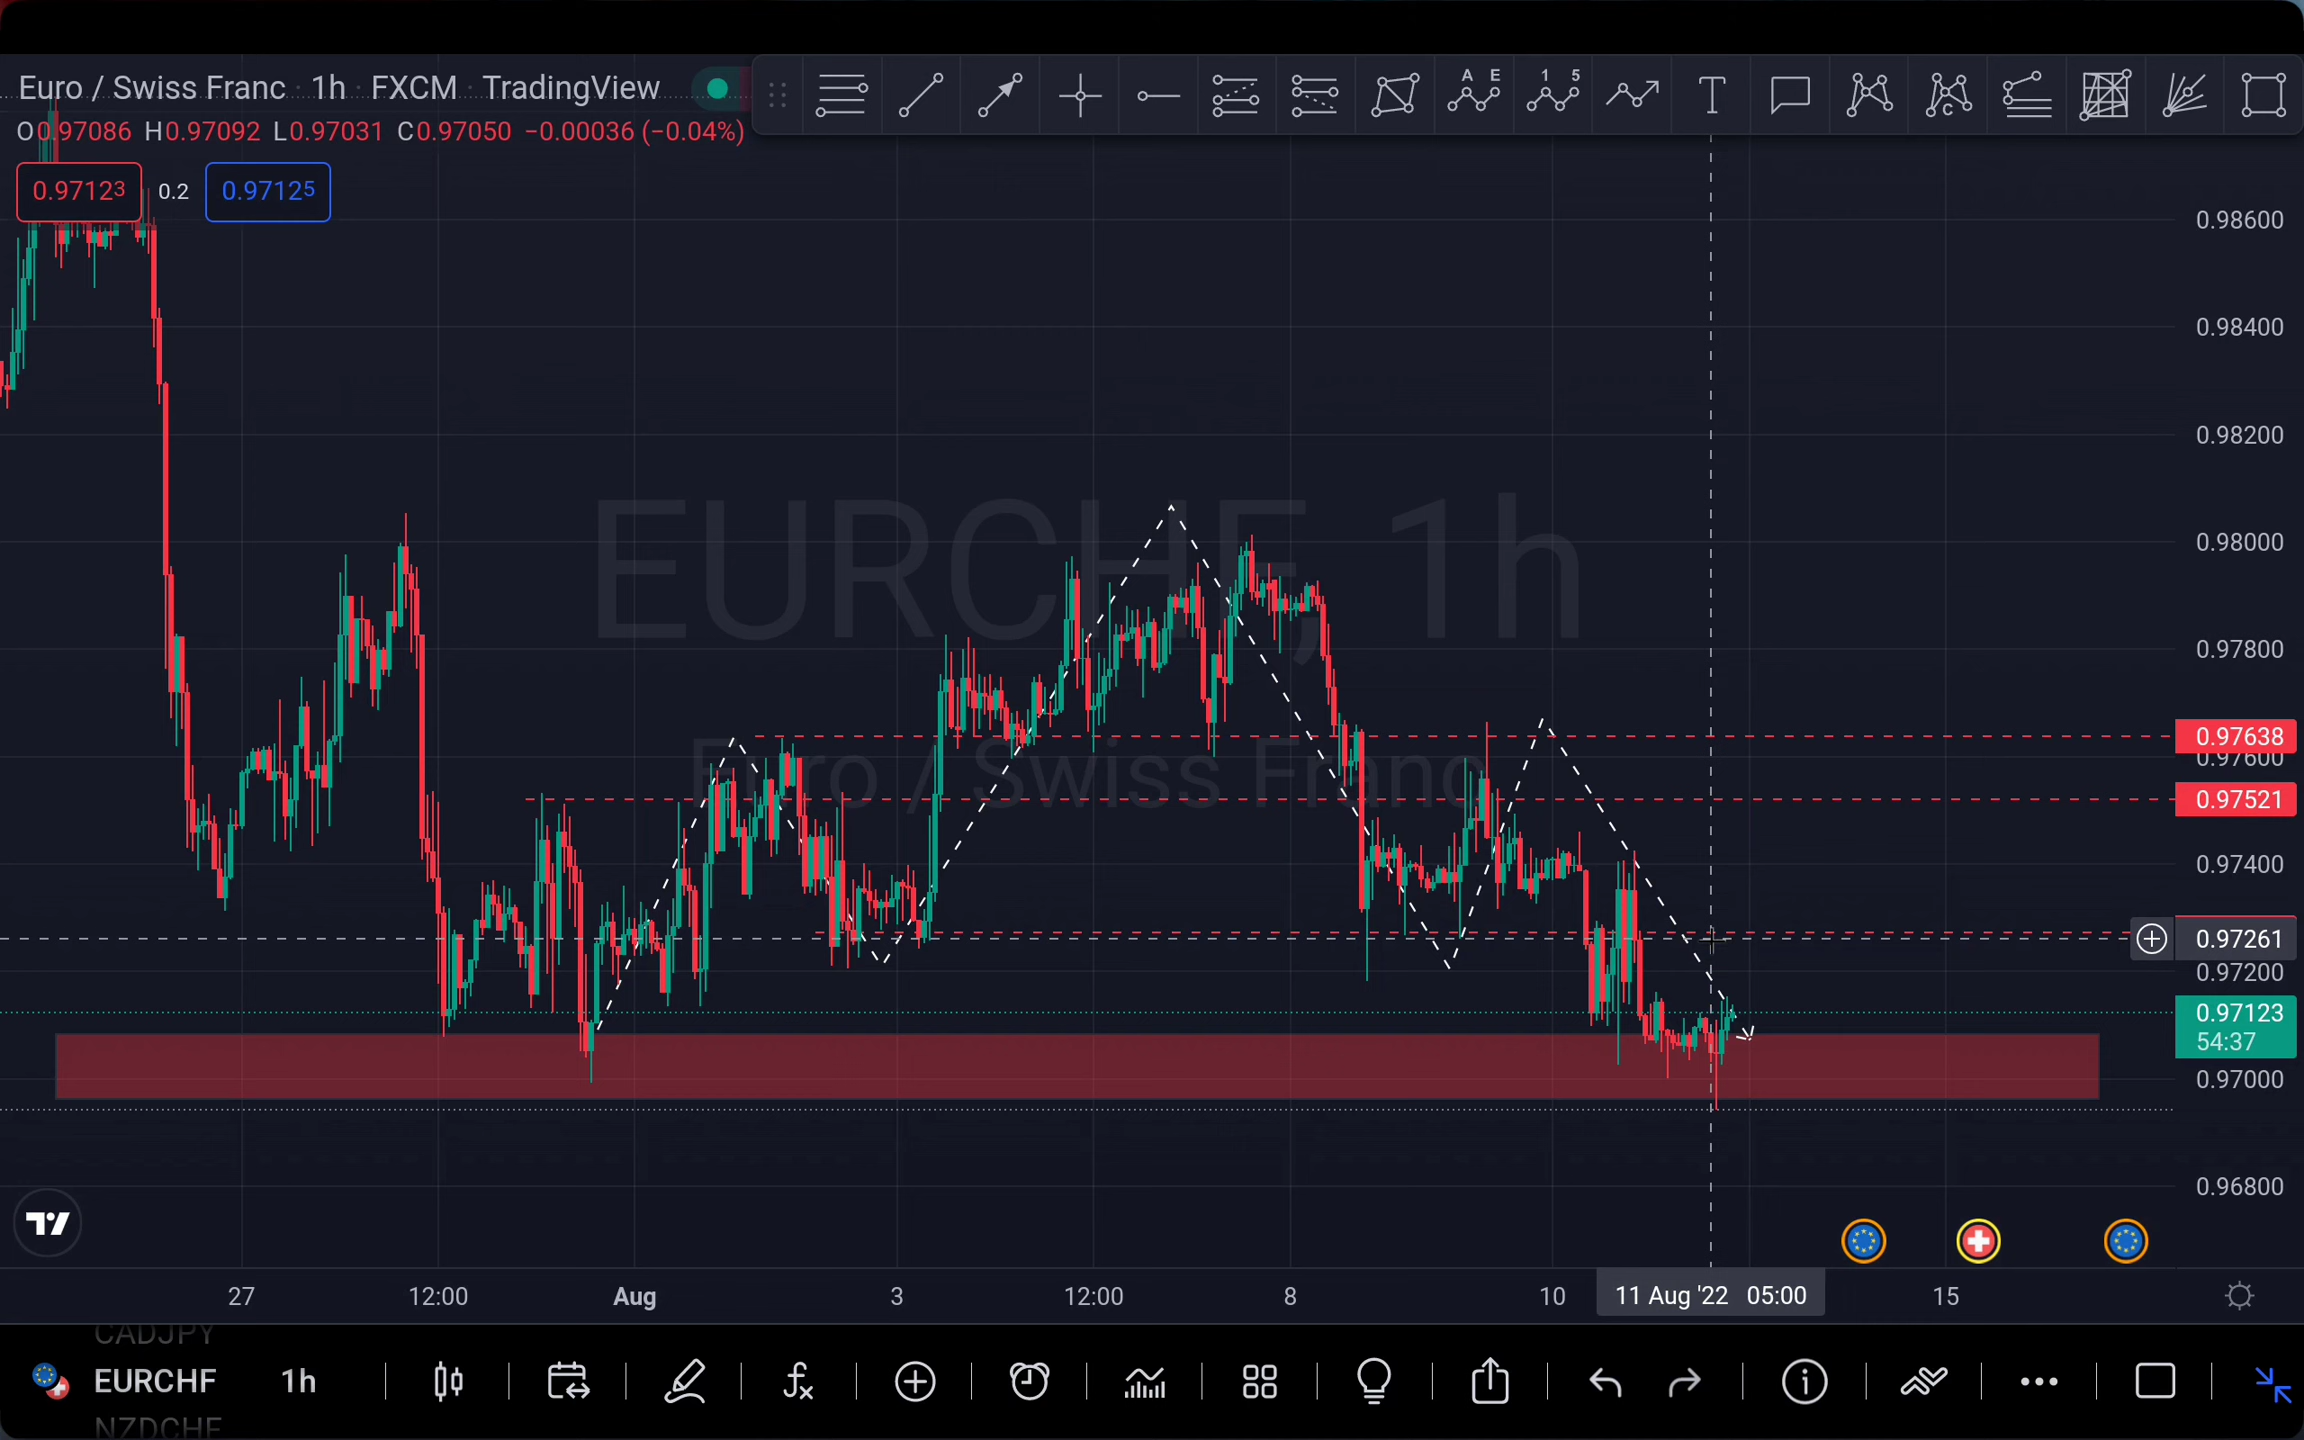 Euro / Swiss Franc · 1h · FXCM · TradingView
O0.97086 H0.97092 L0.97031 C0.97050 −0.00036 (−0.04%)
0.97123 0.2 0.97125
A E
1 5
T
C
EURCHF, 1h
Euro / Swiss Franc
0.98600
0.98400
0.98200
0.98000
0.97800
0.97638
0.97600
0.97521
0.97400
0.97261
0.97200
0.97123
54:37
0.97000
0.96800
27 12:00 Aug 3 12:00 8 10 11 Aug '22 05:00 15
CADJPY
EURCHF 1h
NZDCHF